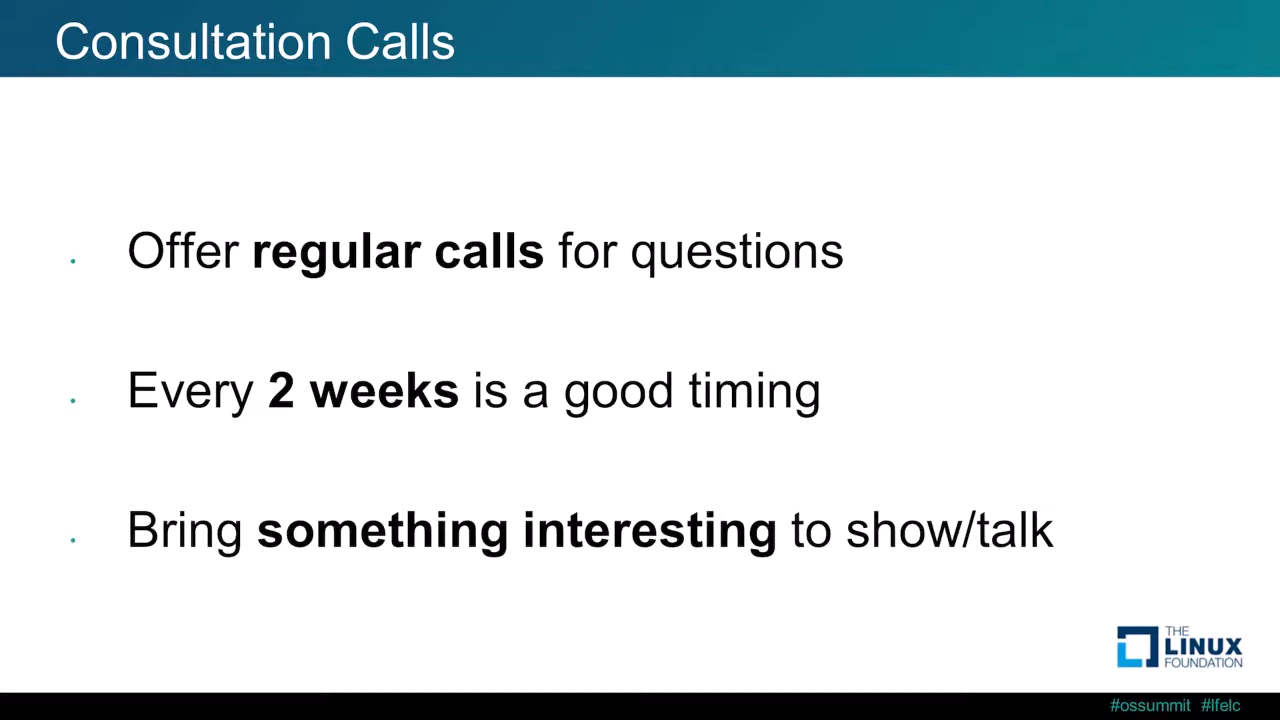 Consultation Calls
Offer regular calls for questions
Every 2 weeks is a good timing
Bring something interesting to show/talk
THE
LINUX
FOUNDATION
#ossummit #lfelc